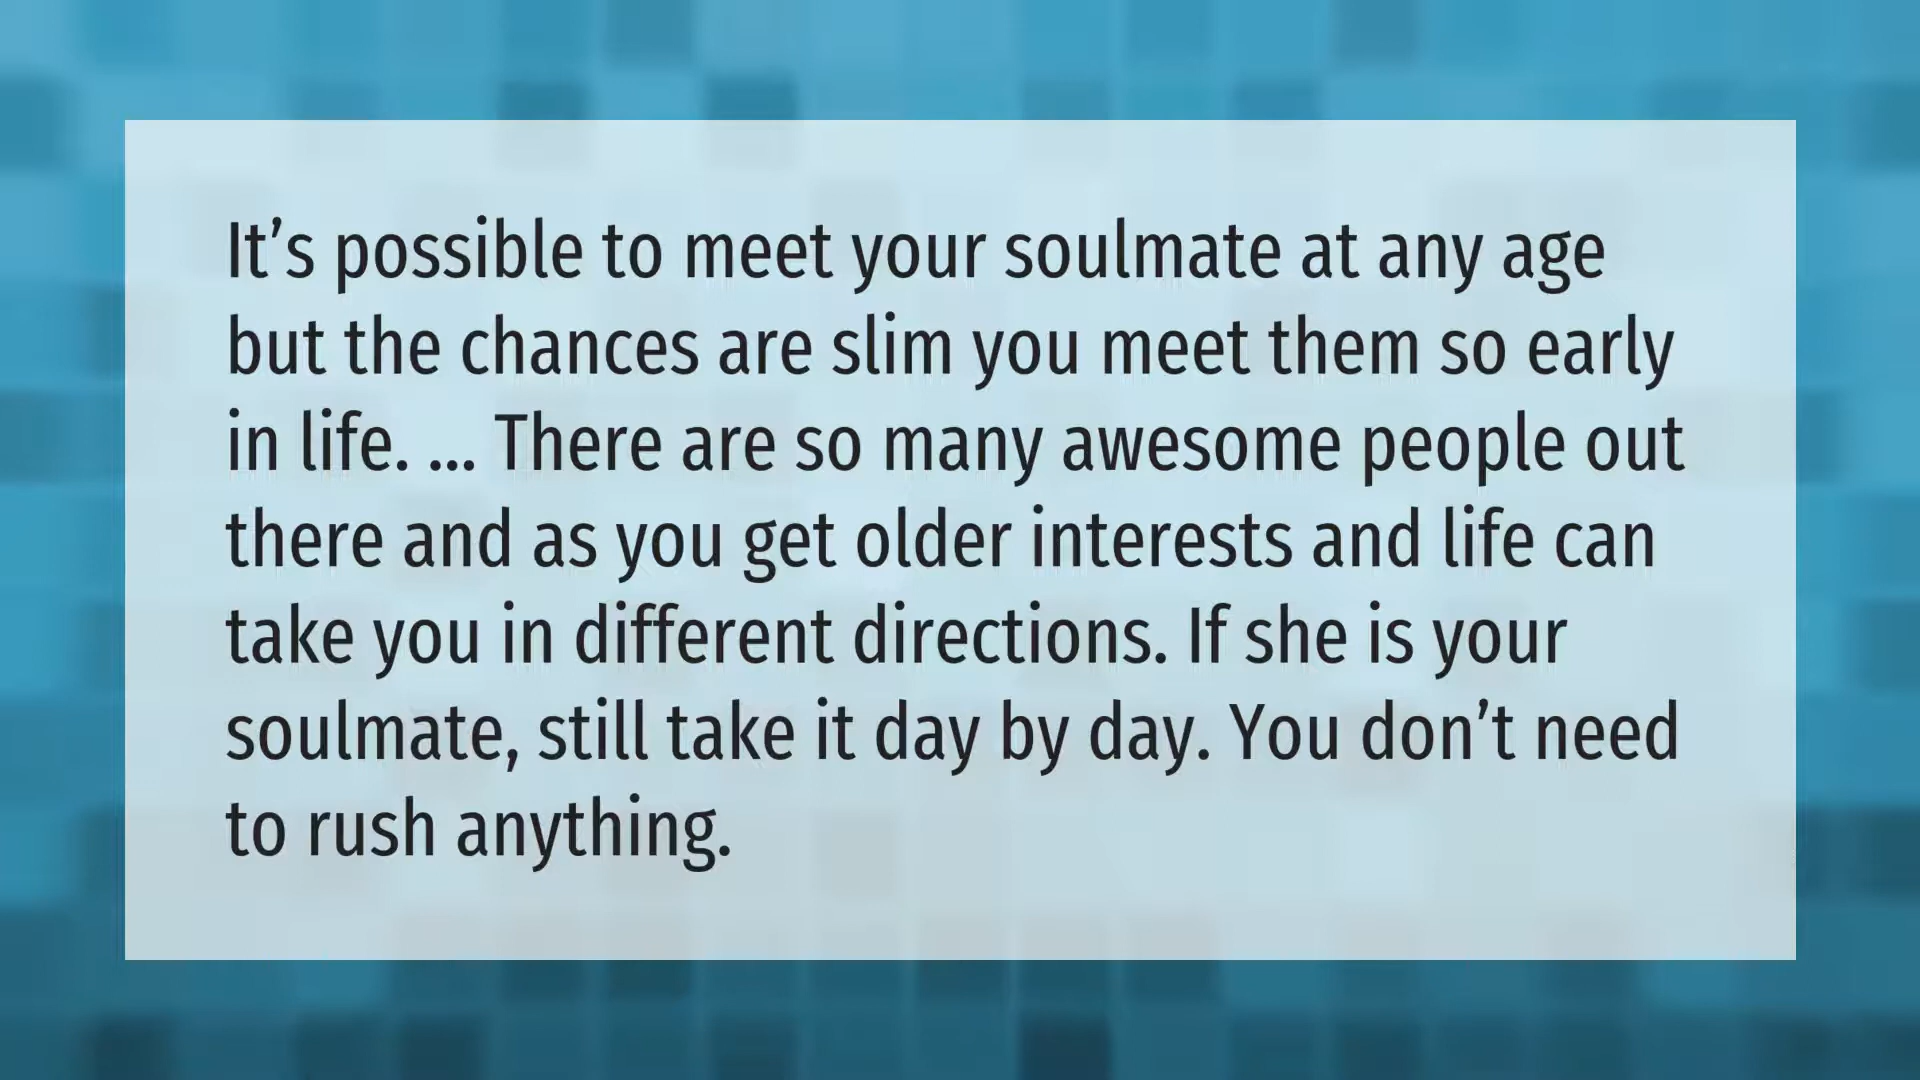 It’s possible to meet your soulmate at any age
but the chances are slim you meet them so early
in life. ... There are so many awesome people out
there and as you get older interests and life can
take you in different directions. If she is your
soulmate, still take it day by day. You don’t need
to rush anything.